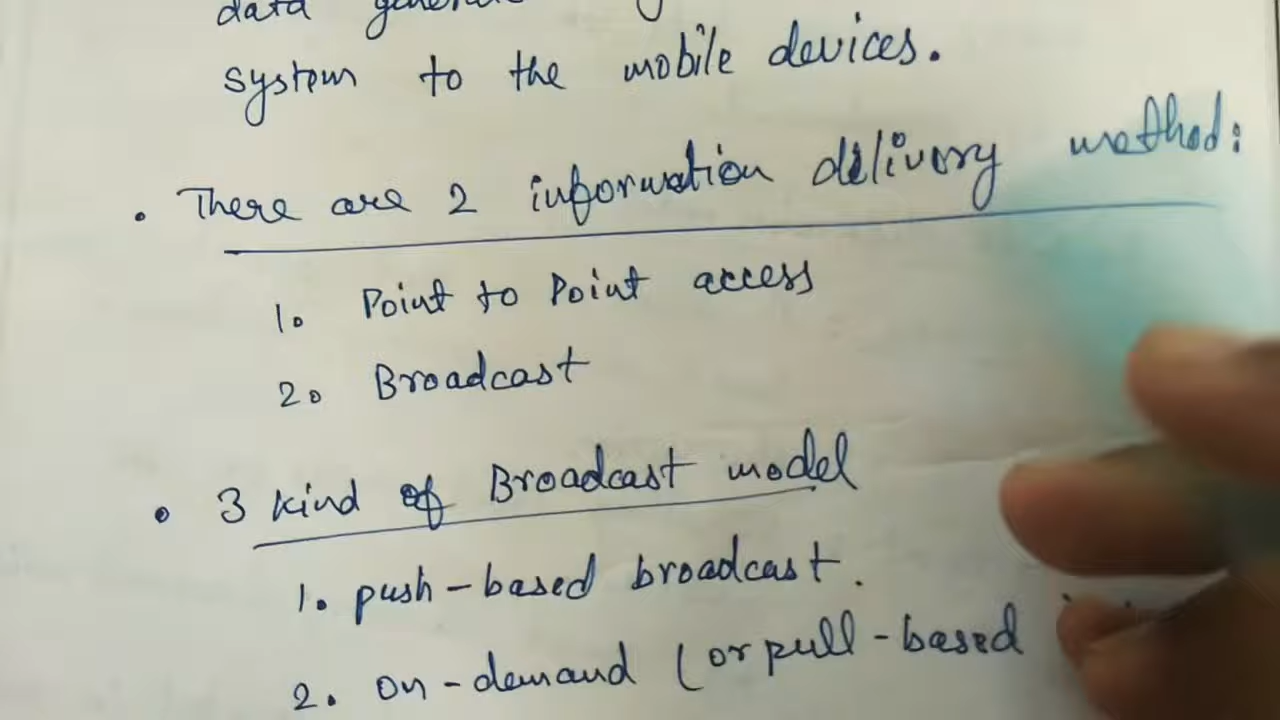 data
system to the mobile devices.
• There are 2 information delivery method:
1. Point to Point access
2. Broadcast
• 3 kind of Broadcast model
1. push-based broadcast.
2. on-demand (or pull-based